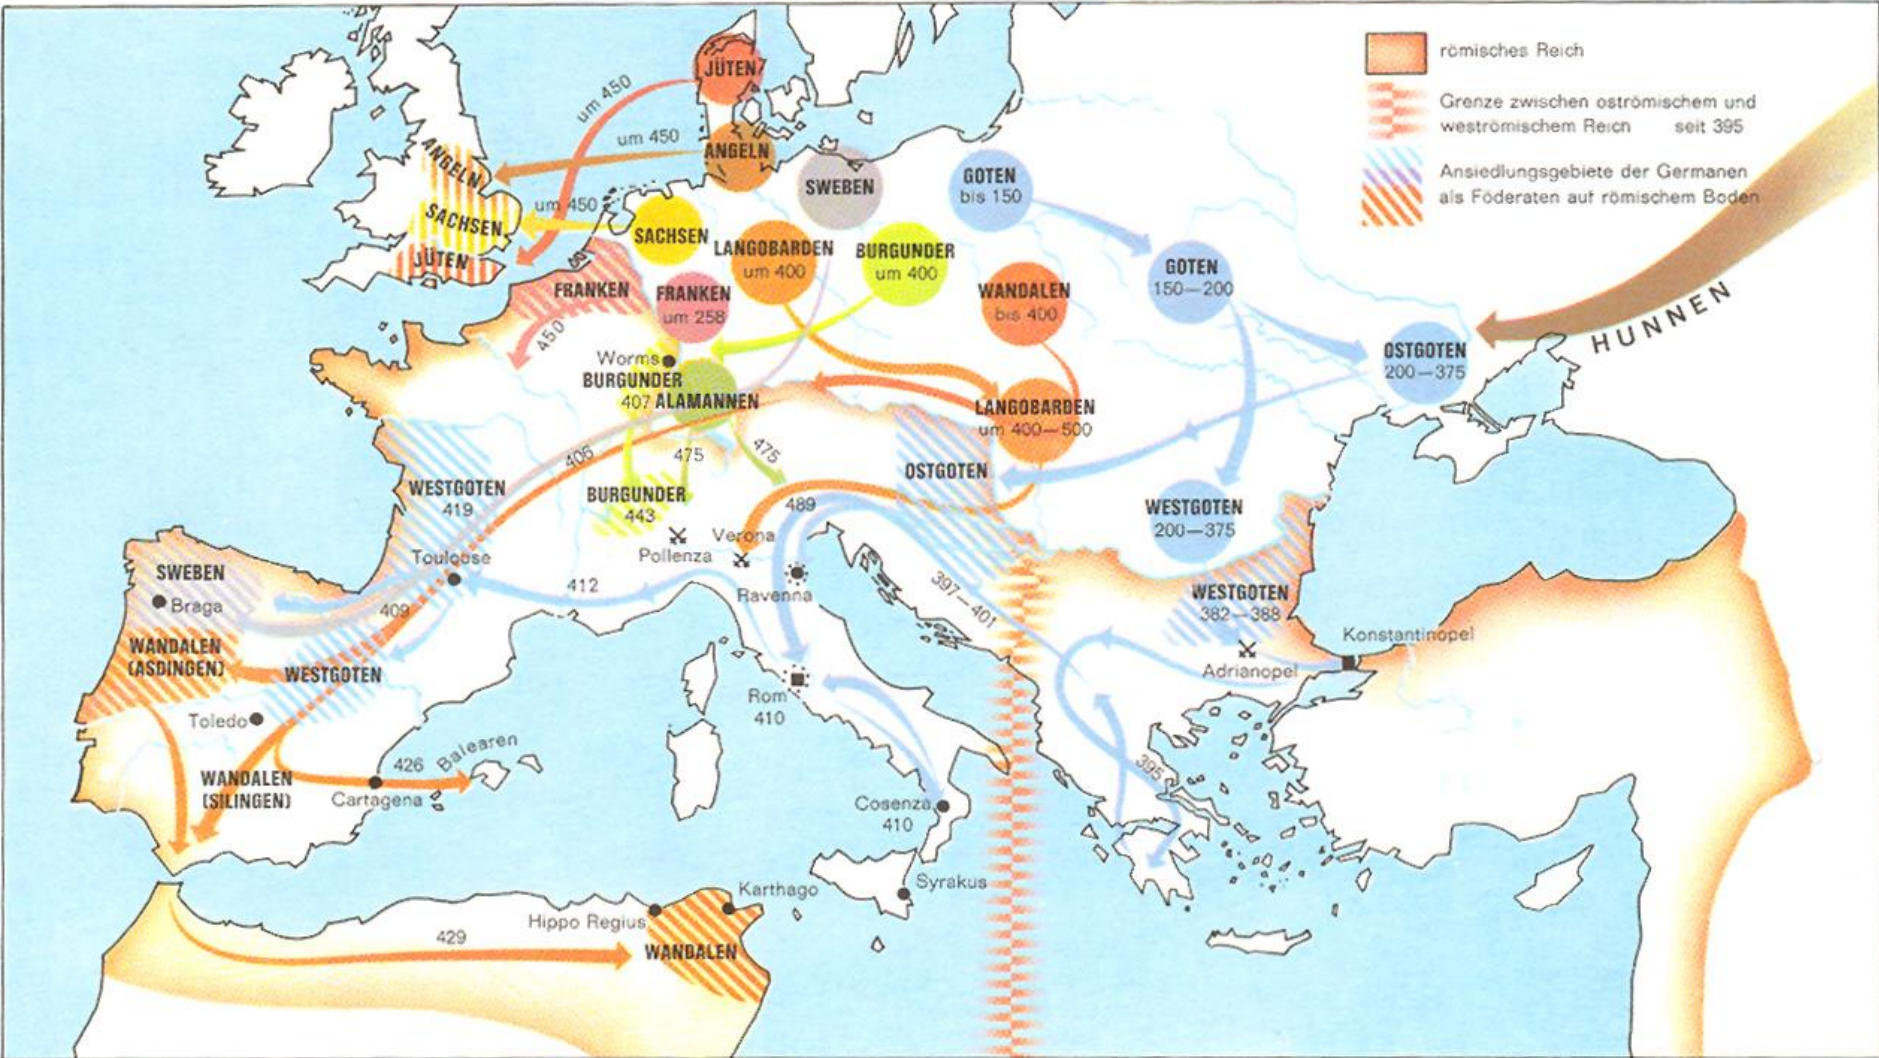 römisches Reich
Grenze zwischen oströmischem und
weströmischem Reich seit 395
Ansiedlungsgebiete der Germanen
als Föderaten auf römischem Boden
JÜTEN
um 450
um 450
ANGELN
ANGELN
SWEBEN
GOTEN
bis 150
um 450
SACHSEN
SACHSEN
LANGOBARDEN
um 400
BURGUNDER
um 400
JÜTEN
GOTEN
150—200
FRANKEN
FRANKEN
um 258
WANDALEN
bis 400
HUNNEN
450
Worms
BURGUNDER
407
ALAMANNEN
OSTGOTEN
200—375
LANGOBARDEN
um 400—500
406
475
475
OSTGOTEN
WESTGOTEN
419
BURGUNDER
443
489
WESTGOTEN
200—375
Toulouse
Pollenza
Verona
SWEBEN
Braga
409
412
Ravenna
397—401
WESTGOTEN
382—388
WANDALEN
(ASDINGEN)
WESTGOTEN
Konstantinopel
Adrianopel
Toledo
Rom
410
426
Balearen
WANDALEN
(SILINGEN)
Cartagena
395
Cosenza
410
Karthago
Syrakus
Hippo Regius
429
WANDALEN